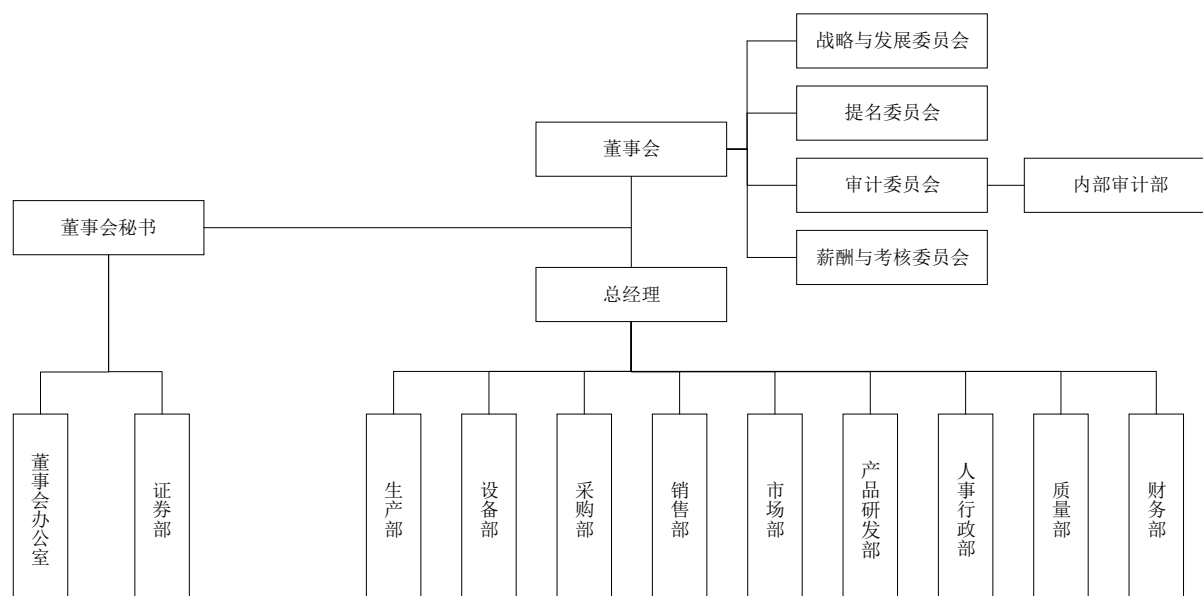 战略与发展委员会
提名委员会
董事会
审计委员会
内部审计部
董事会秘书
薪酬与考核委员会
总经理
董事会办公室
证券部
生产部
设备部
采购部
销售部
市场部
产品研发部
人事行政部
质量部
财务部